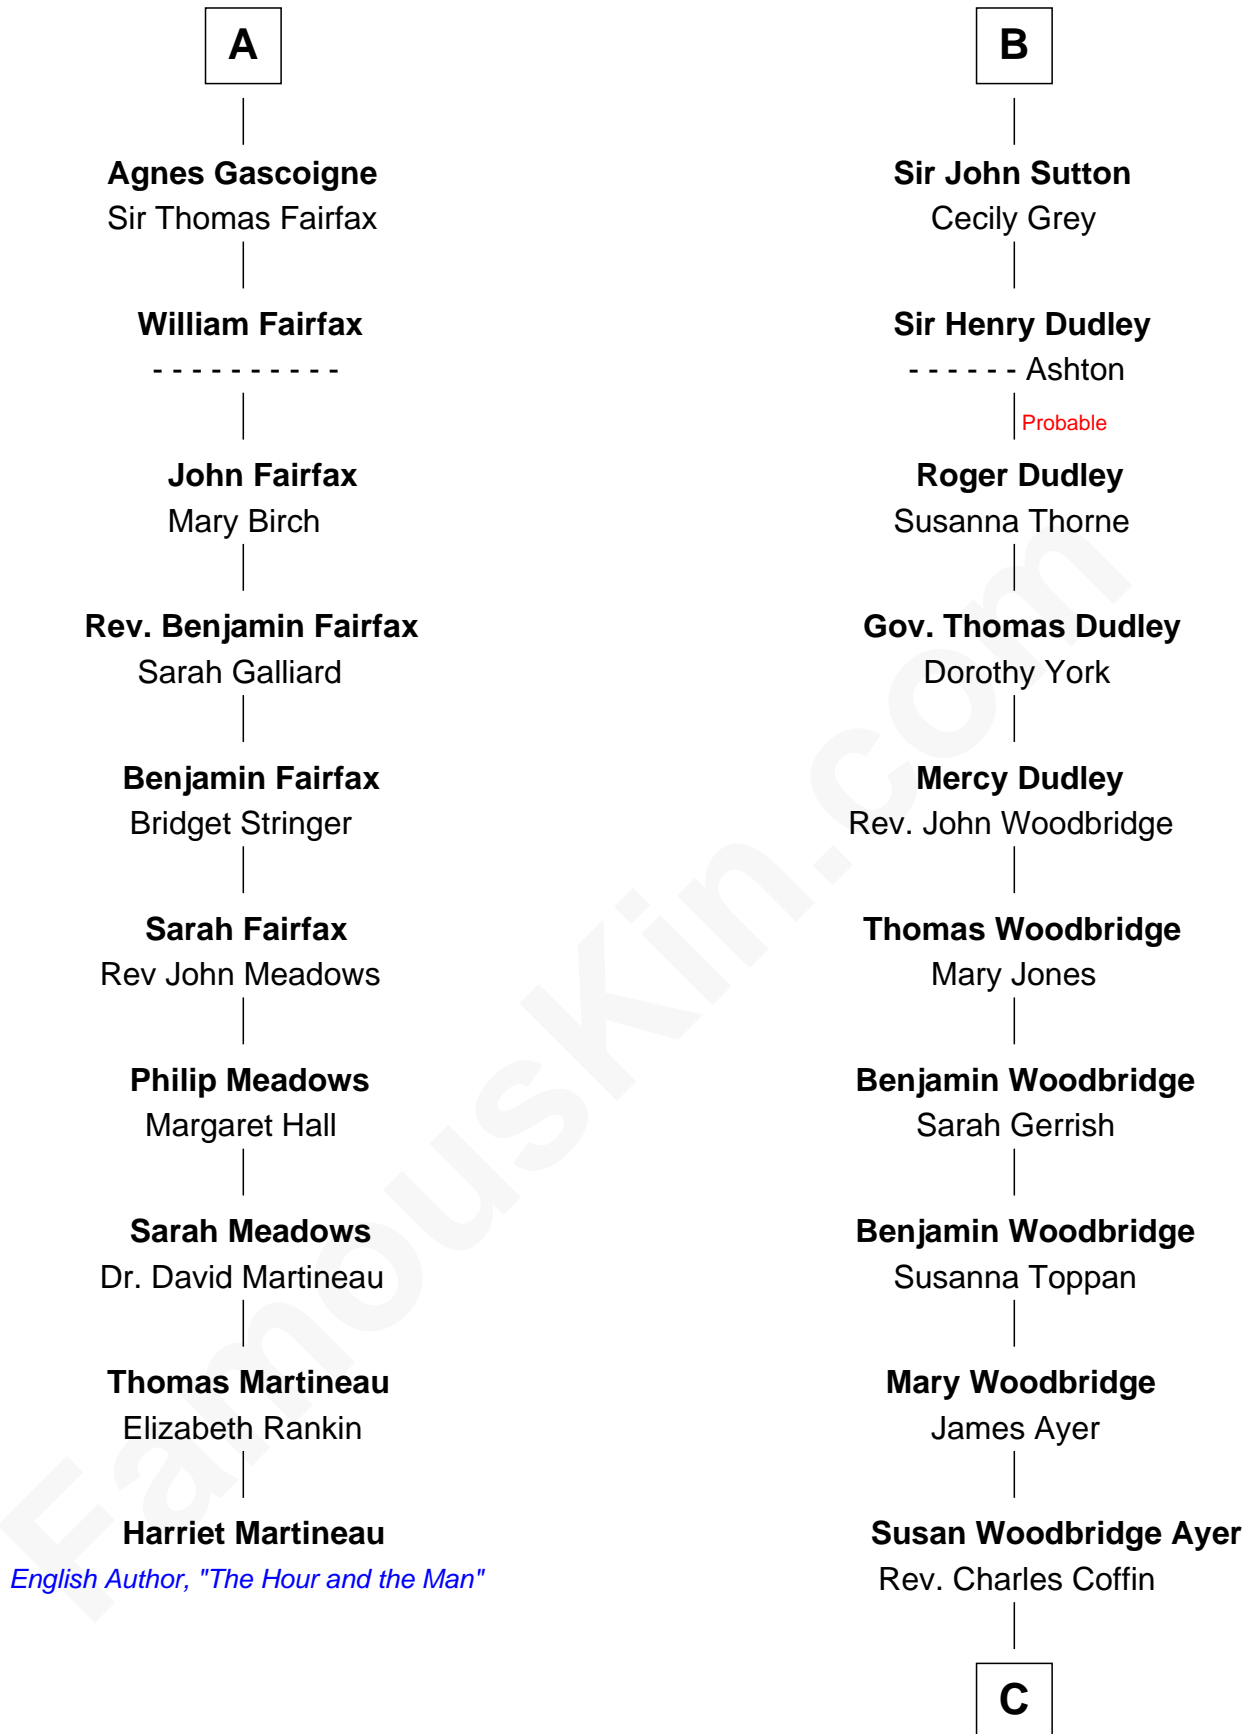 A
Agnes Gascoigne
Sir Thomas Fairfax
William Fairfax
- - - - - - - - - -
John Fairfax
Mary Birch
Rev. Benjamin Fairfax
Sarah Galliard
Benjamin Fairfax
Bridget Stringer
Sarah Fairfax
Rev John Meadows
Philip Meadows
Margaret Hall
Sarah Meadows
Dr. David Martineau
Thomas Martineau
Elizabeth Rankin
Harriet Martineau
English Author, "The Hour and the Man"
B
Sir John Sutton
Cecily Grey
Sir Henry Dudley
- - - - - - Ashton
Probable
Roger Dudley
Susanna Thorne
Gov. Thomas Dudley
Dorothy York
Mercy Dudley
Rev. John Woodbridge
Thomas Woodbridge
Mary Jones
Benjamin Woodbridge
Sarah Gerrish
Benjamin Woodbridge
Susanna Toppan
Mary Woodbridge
James Ayer
Susan Woodbridge Ayer
Rev. Charles Coffin
C
FamousKin.com